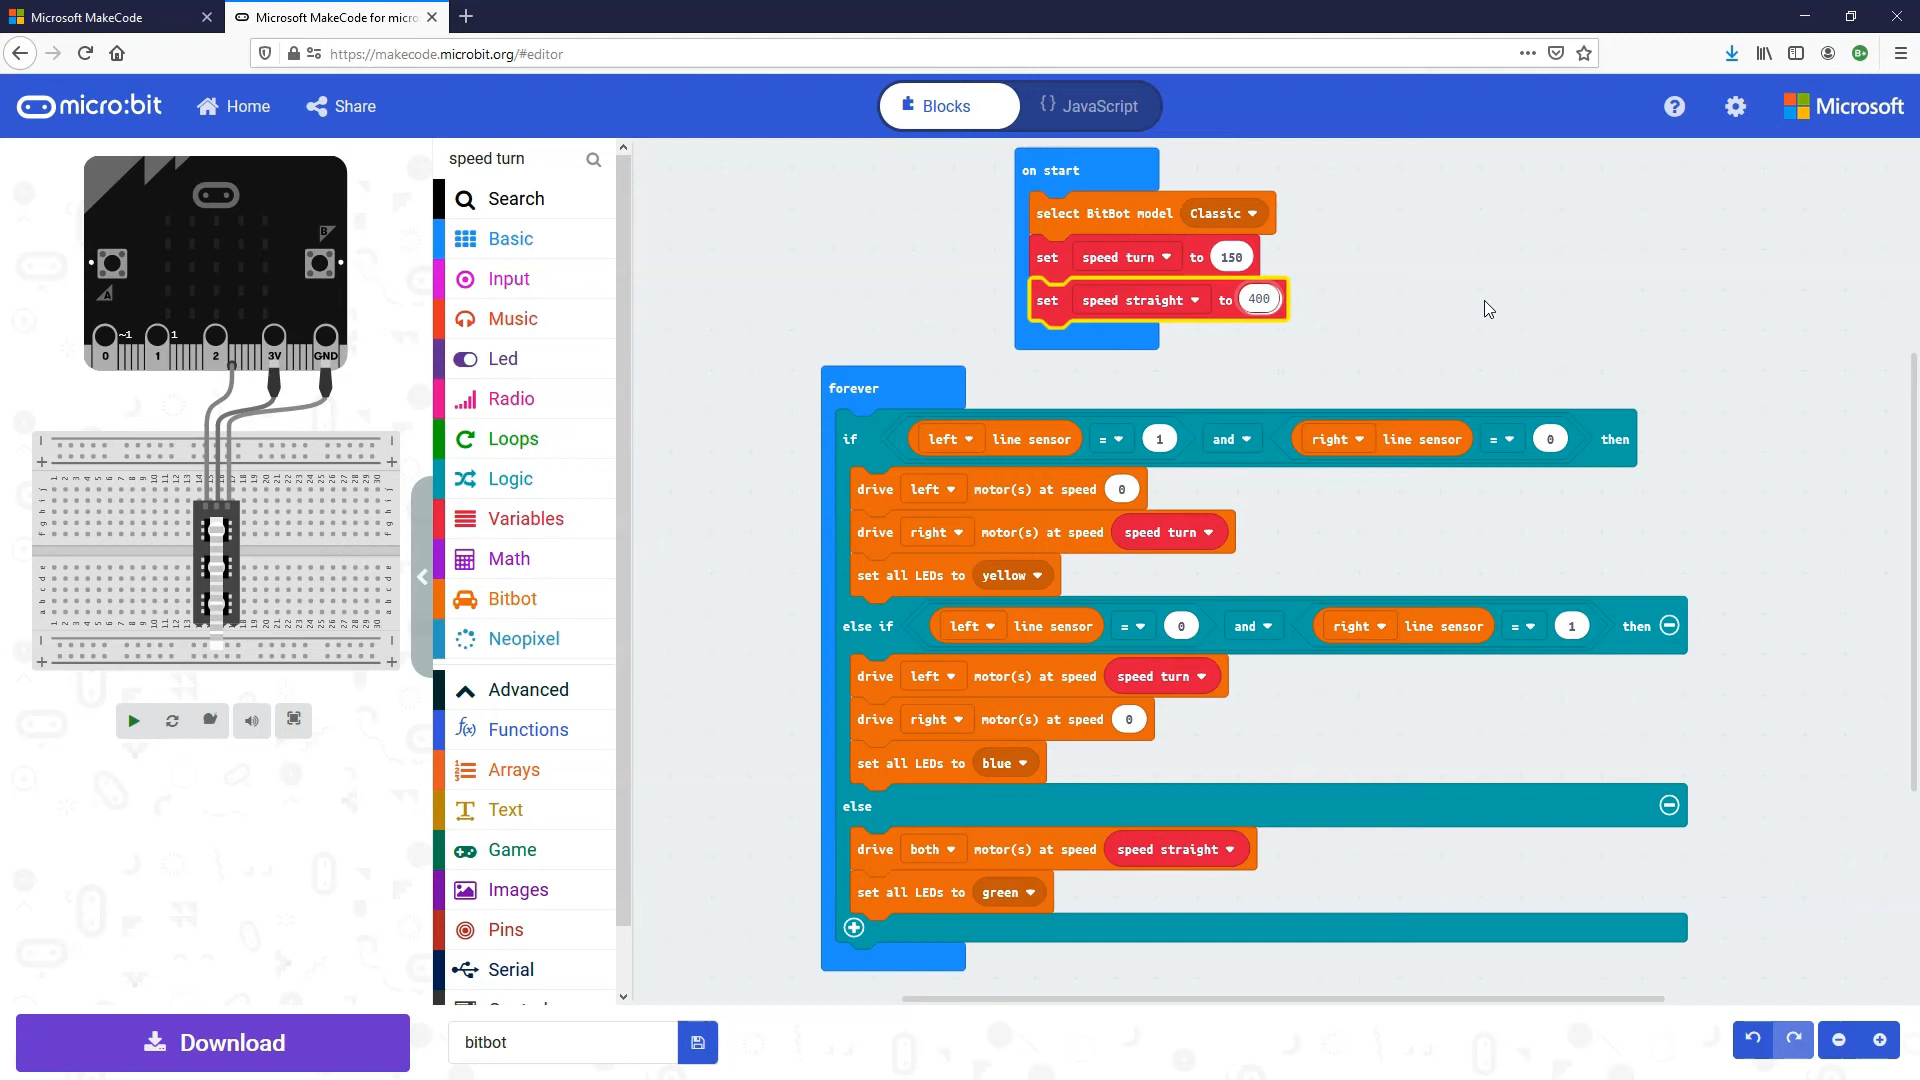 Microsoft MakeCode
Microsoft MakeCode for micro
https://makecode.microbit.org/#editor
micro:bit
Home
Share
Blocks
{} JavaScript
Microsoft
speed turn
Search
Basic
Input
Music
Led
Radio
Loops
Logic
Variables
Math
Bitbot
Neopixel
Advanced
Functions
Arrays
Text
Game
Images
Pins
Serial
B
A
~1 1
0 1 2 3V GND
on start
select BitBot model Classic
set speed turn to 150
set speed straight to 400
forever
if left line sensor = 1 and right line sensor = 0 then
drive left motor(s) at speed 0
drive right motor(s) at speed speed turn
set all LEDs to yellow
else if left line sensor = 0 and right line sensor = 1 then
drive left motor(s) at speed speed turn
drive right motor(s) at speed 0
set all LEDs to blue
else
drive both motor(s) at speed speed straight
set all LEDs to green
Download
bitbot